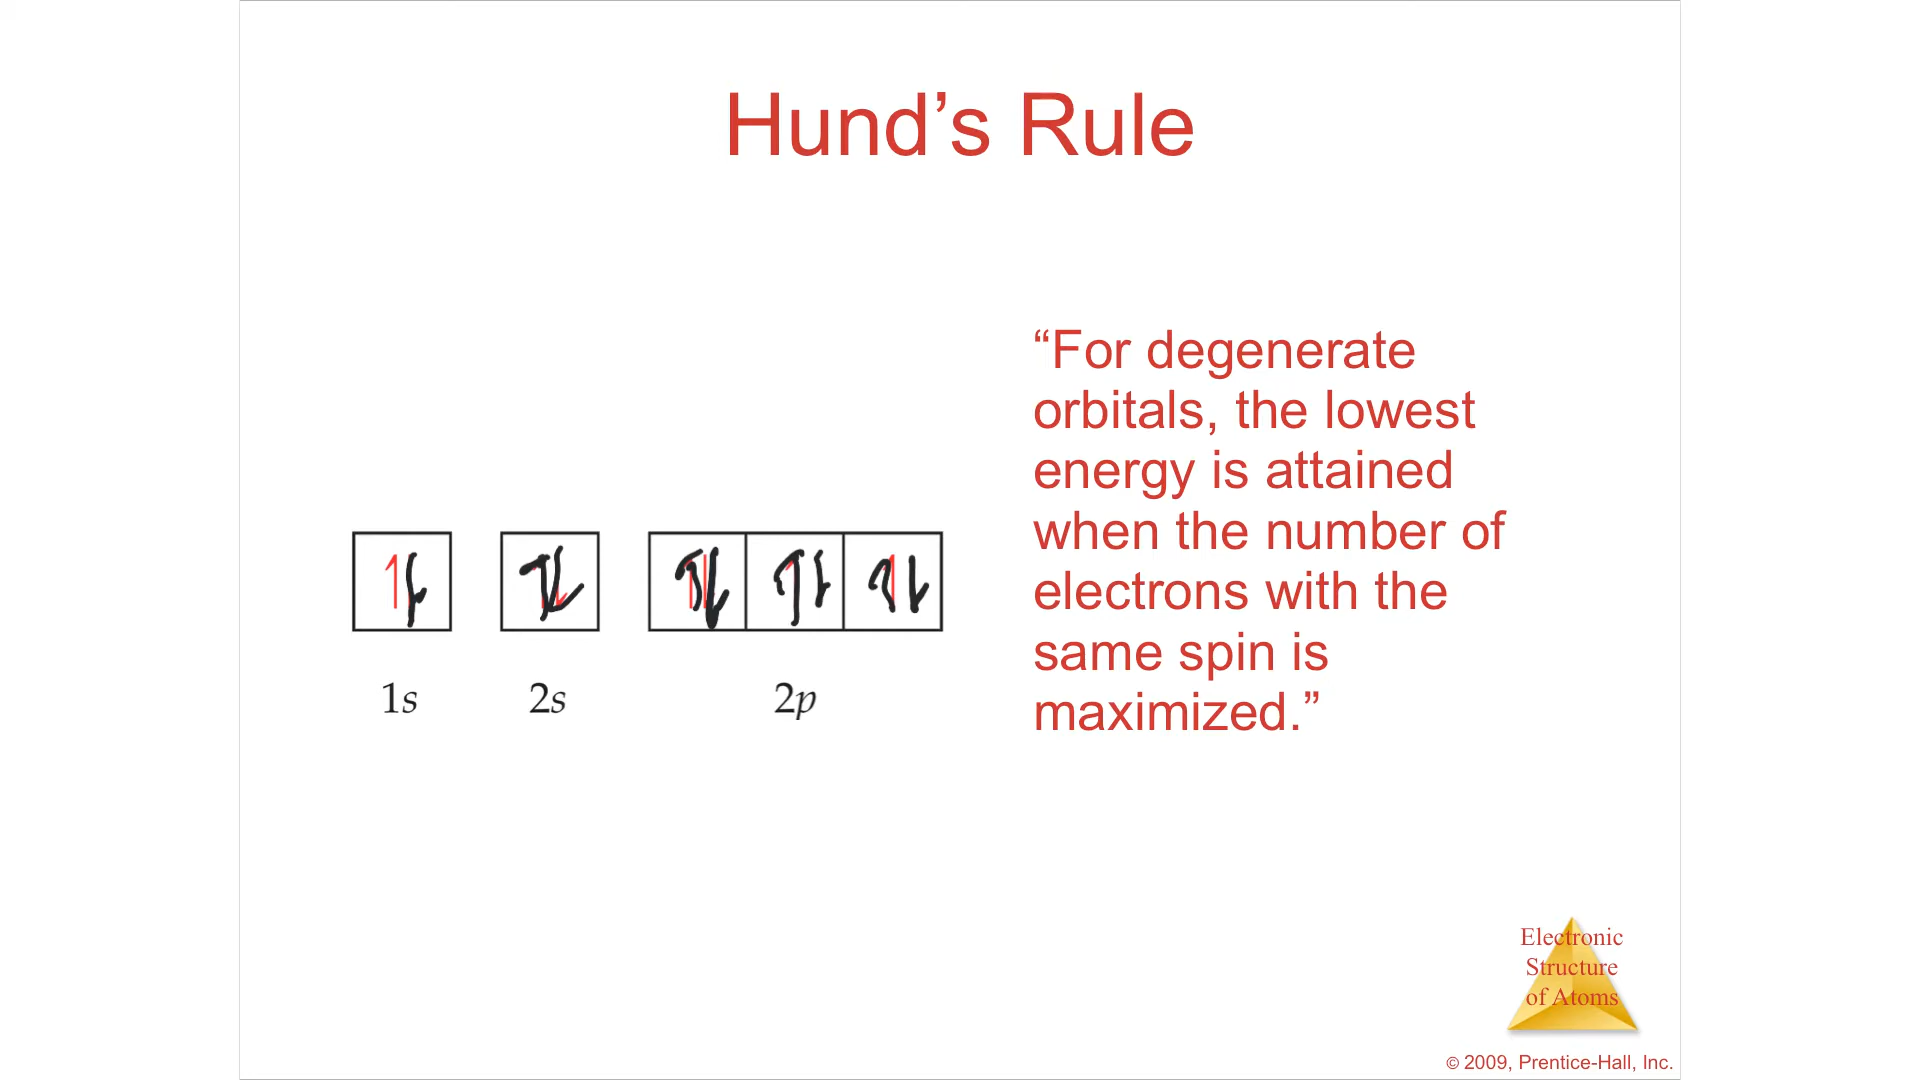 Hund’s Rule
“For degenerate
orbitals, the lowest
energy is attained
when the number of
electrons with the
same spin is
maximized.”
1s
2s
2p
Electronic
Structure
of Atoms
© 2009, Prentice-Hall, Inc.